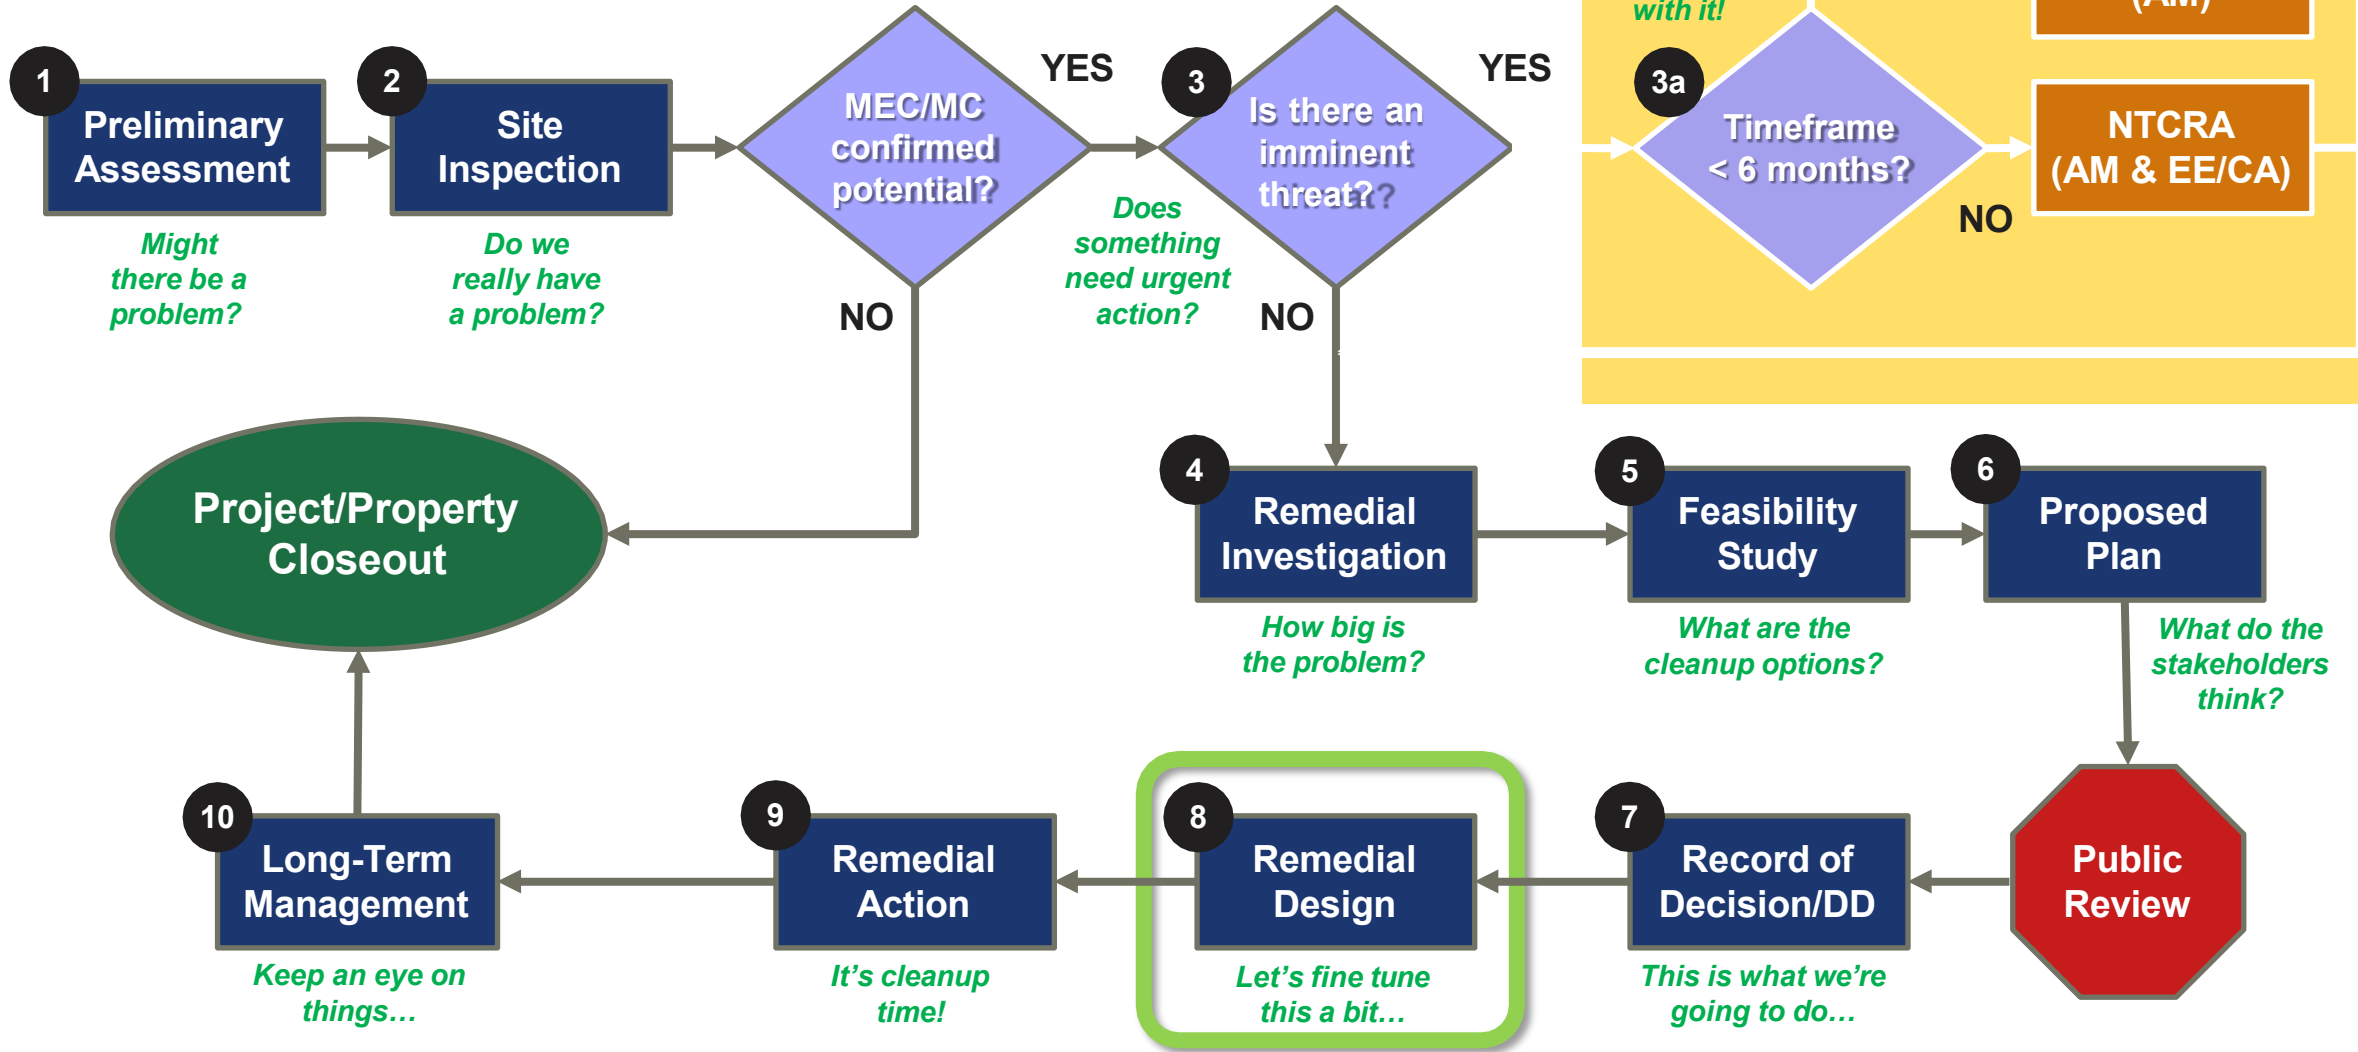 with it!
(AM)
1
Preliminary
Assessment
Might
there be a
problem?
2
Site
Inspection
Do we
really have
a problem?
MEC/MC
confirmed
potential?
YES
NO
3
Is there an
imminent
threat?
YES
NO
Does
something
need urgent
action?
3a
Timeframe
< 6 months?
NO
NTCRA
(AM & EE/CA)
Project/Property
Closeout
4
Remedial
Investigation
How big is
the problem?
5
Feasibility
Study
What are the
cleanup options?
6
Proposed
Plan
What do the
stakeholders
think?
10
Long-Term
Management
Keep an eye on
things…
9
Remedial
Action
It's cleanup
time!
8
Remedial
Design
Let's fine tune
this a bit…
7
Record of
Decision/DD
This is what we're
going to do…
Public
Review